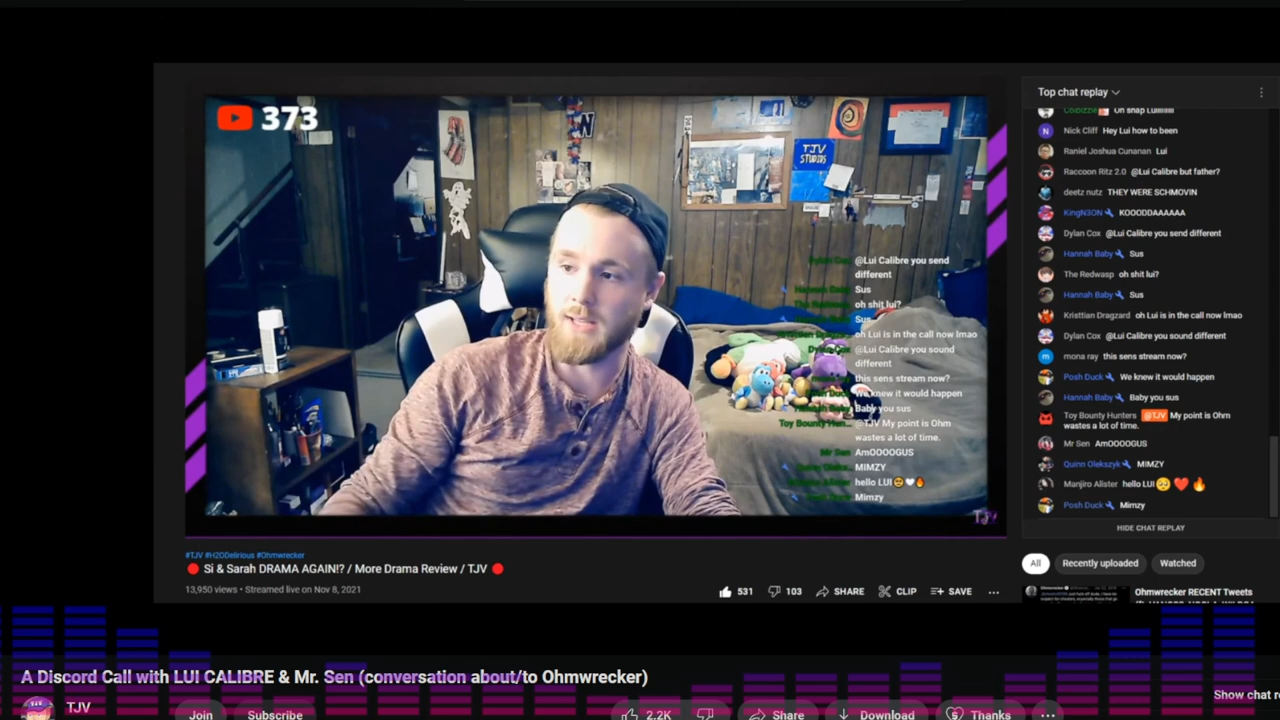 373
N
TJV
STUDIOS
@Lui Calibre you send
different
Sus
oh shit lui?
Sus
oh Lui is in the call now lmao
@Lui Calibre you sound
different
this sens stream now?
We knew it would happen
Baby you sus
Toy Bounty Hun... @TJV My point is Ohm
wastes a lot of time.
Mr Sen AmOOOOGUS
MIMZY
hello LUI
Mimzy
TJV
Top chat replay
Nick Cliff Hey Lui how to been
Raniel Joshua Cunanan Lui
Raccoon Ritz 2.0 @Lui Calibre but father?
deetz nutz THEY WERE SCHMOVIN
KingN3ON KOOODDAAAAAA
Dylan Cox @Lui Calibre you send different
Hannah Baby Sus
The Redwasp oh shit lui?
Hannah Baby Sus
Kristtian Dragzard oh Lui is in the call now lmao
Dylan Cox @Lui Calibre you sound different
mona ray this sens stream now?
Posh Duck We knew it would happen
Hannah Baby Baby you sus
Toy Bounty Hunters @TJV My point is Ohm
wastes a lot of time.
Mr Sen AmOOOOGUS
Quinn Olekszyk MIMZY
Manjiro Alister hello LUI🥺❤️🔥
Posh Duck Mimzy
HIDE CHAT REPLAY
#TJV #H2ODelirious #Ohmwrecker
Si & Sarah DRAMA AGAIN!? / More Drama Review / TJV
13,950 views • Streamed live on Nov 8, 2021
531 103 SHARE CLIP SAVE ...
All Recently uploaded Watched
Ohmwrecker RECENT Tweets
A Discord Call with LUI CALIBRE & Mr. Sen (conversation about/to Ohmwrecker)
TJV
Join Subscribe 2.2K Share Download Thanks ...
Show chat re